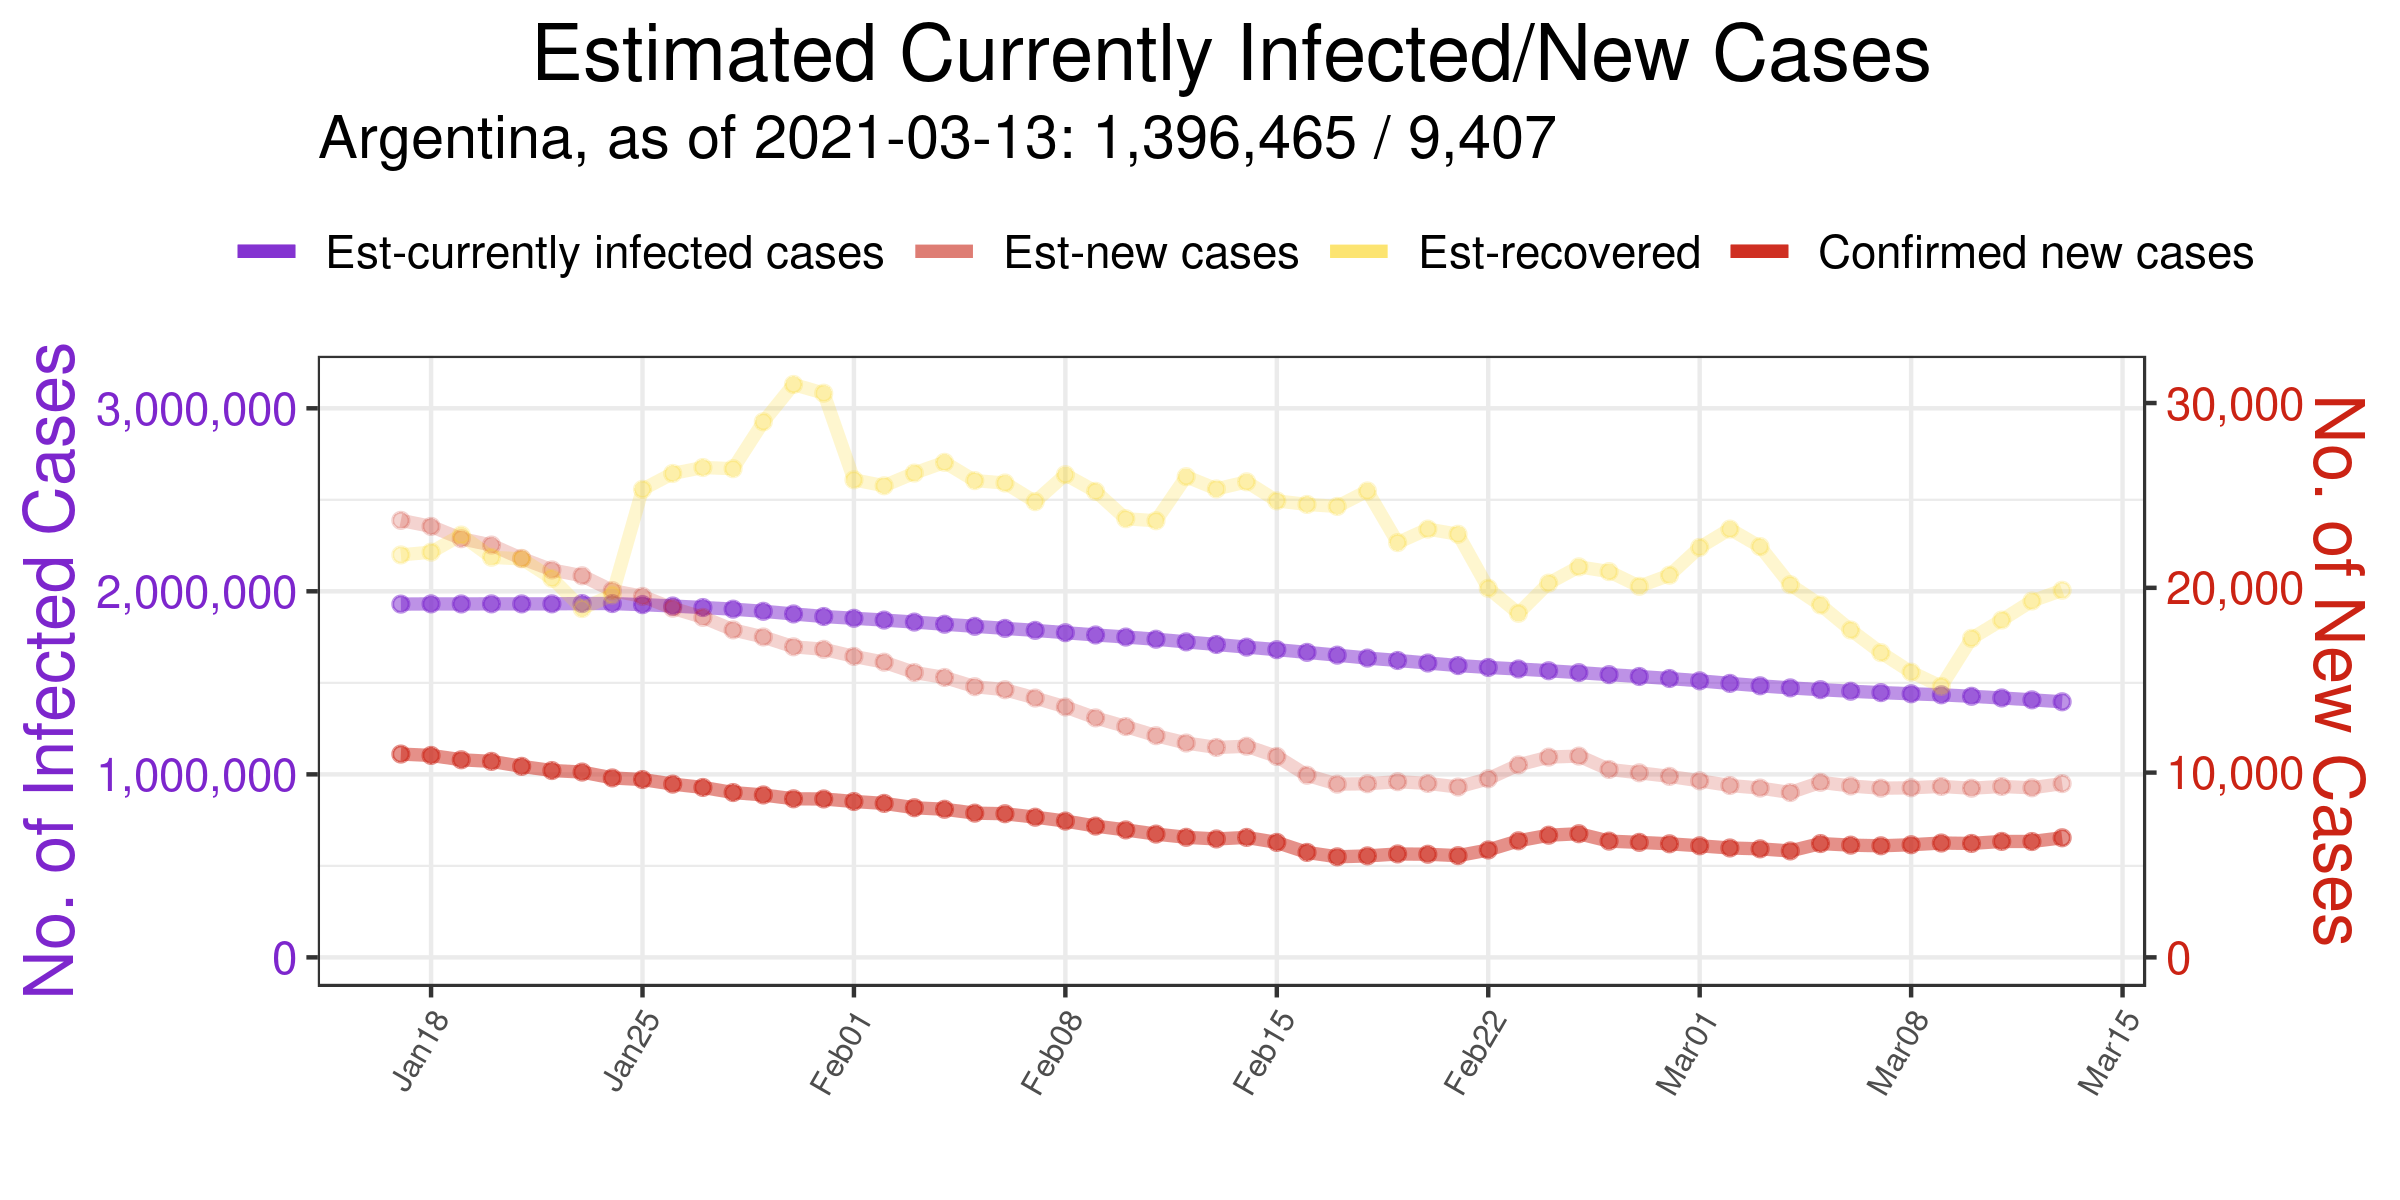 Estimated Currently Infected/New Cases
Argentina, as of 2021-03-13: 1,396,465 / 9,407
Est-currently infected cases Est-new cases Est-recovered Confirmed new cases
No. of Infected Cases
3,000,000
2,000,000
1,000,000
0
30,000
20,000
10,000
0
No. of New Cases
Jan18 Jan25 Feb01 Feb08 Feb15 Feb22 Mar01 Mar08 Mar15